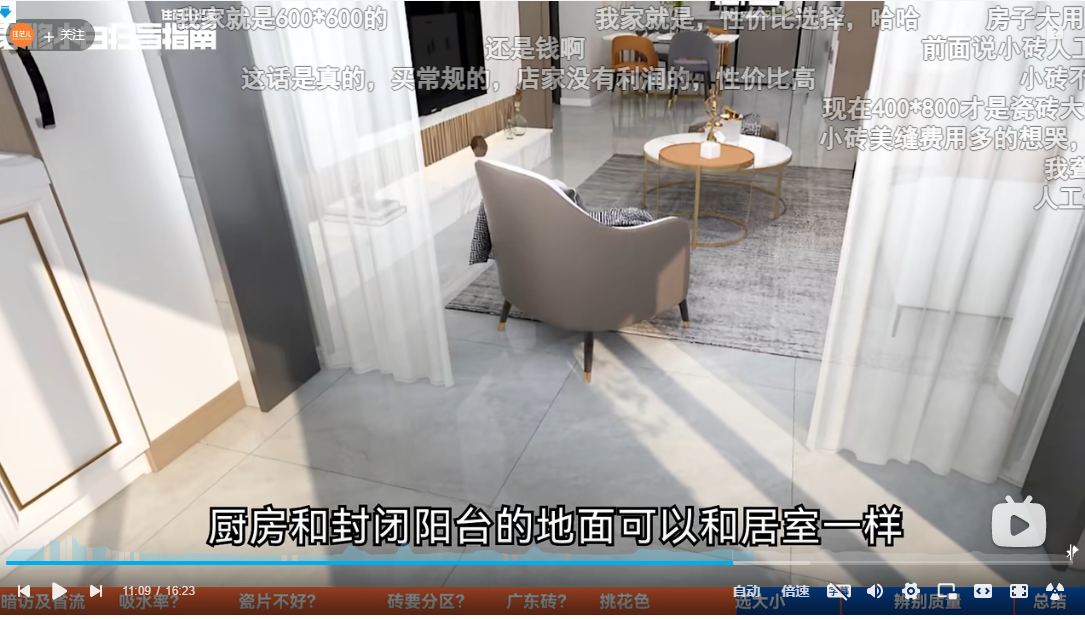 我家就是600*600的
我家就是，性价比选择，哈哈
房子大用
+ 关注
扫盲指南
还是钱啊
前面说小砖人工
这话是真的，买常规的，店家没有利润的，性价比高
小砖不
现在400*800才是瓷砖大
小砖美缝费用多的想哭，
我
人工
厨房和封闭阳台的地面可以和居室一样
11:09 / 16:23
自动
倍速
暗访及智流
吸水率？
瓷片不好？
砖要分区？
广东砖？
挑花色
选大小
辨别质量
总结